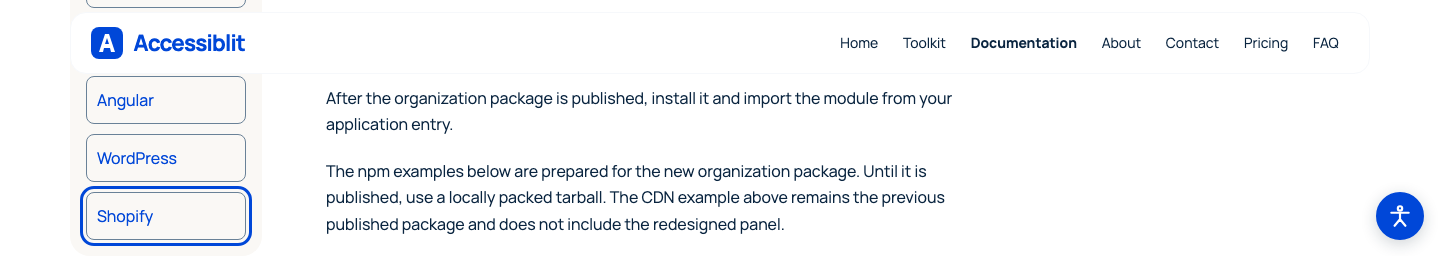 A Accessiblit
Home Toolkit Documentation About Contact Pricing FAQ
Angular
WordPress
Shopify
After the organization package is published, install it and import the module from your
application entry.
The npm examples below are prepared for the new organization package. Until it is
published, use a locally packed tarball. The CDN example above remains the previous
published package and does not include the redesigned panel.